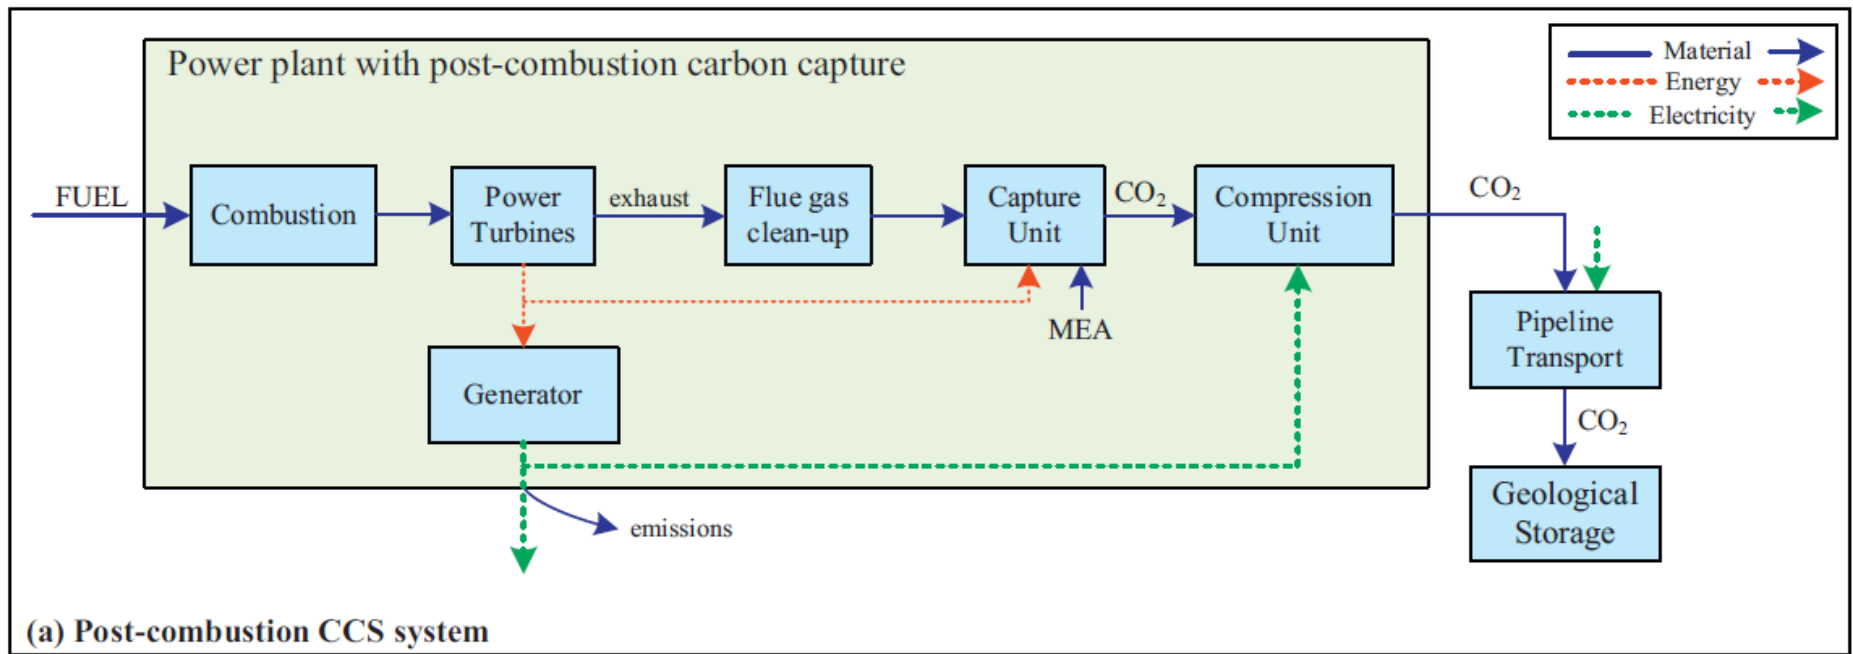 Power plant with post-combustion carbon capture
Material
Energy
Electricity
FUEL
Combustion
Power
Turbines
exhaust
Flue gas
clean-up
Capture
Unit
CO₂
Compression
Unit
CO₂
MEA
Generator
Pipeline
Transport
CO₂
Geological
Storage
emissions
(a) Post-combustion CCS system